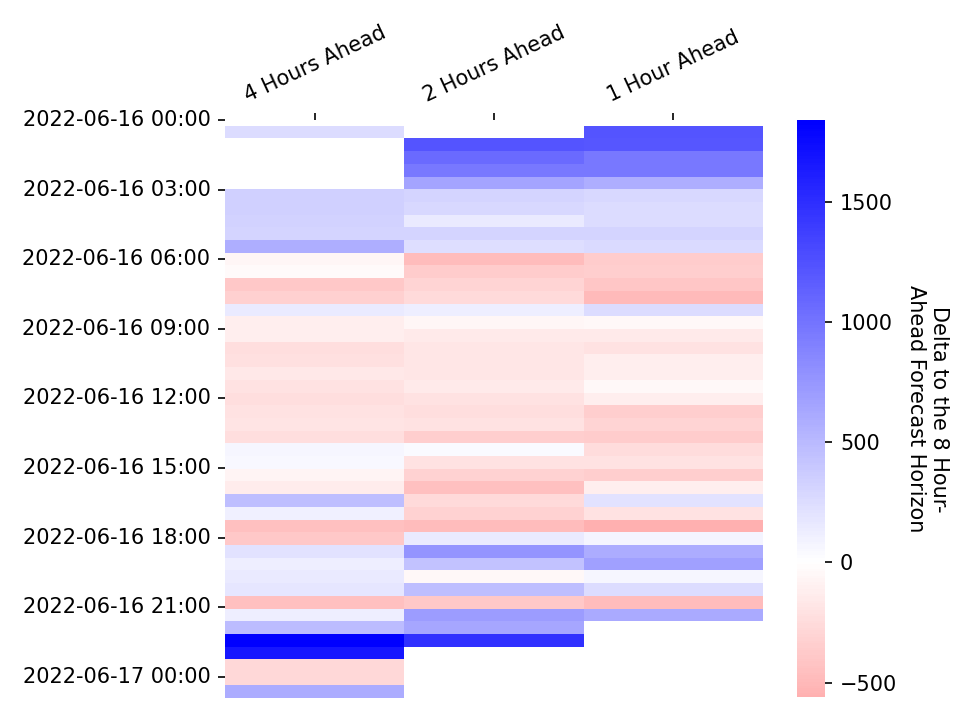 4 Hours Ahead
2 Hours Ahead
1 Hour Ahead
2022-06-16 00:00
2022-06-16 03:00
2022-06-16 06:00
2022-06-16 09:00
2022-06-16 12:00
2022-06-16 15:00
2022-06-16 18:00
2022-06-16 21:00
2022-06-17 00:00
1500
1000
500
0
−500
Delta to the 8 Hour-
Ahead Forecast Horizon